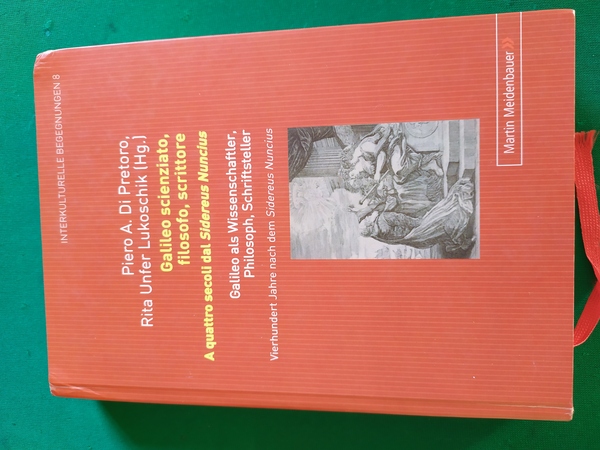 INTERKULTURELLE BEGEGNUNGEN 8
Piero A. Di Pretoro,
Rita Unfer Lukoschik (Hg.)
Galileo scienziato,
filosofo, scrittore
A quattro secoli dal Sidereus Nuncius
Galileo als Wissenschaftler,
Philosoph, Schriftsteller
Vierhundert Jahre nach dem Sidereus Nuncius
Martin Meidenbauer »